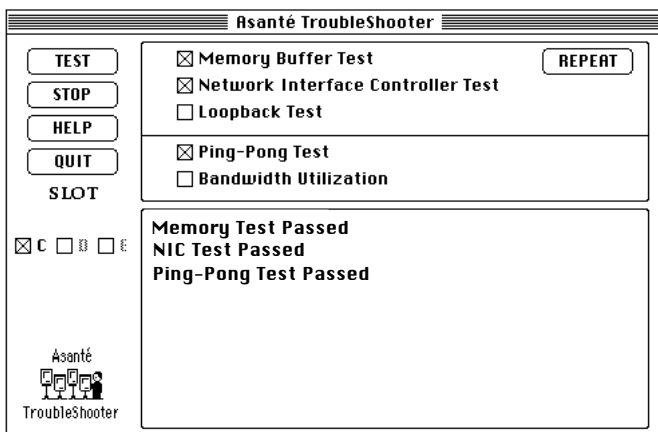 Asanté TroubleShooter
TEST
STOP
HELP
QUIT
SLOT
C D E
Asanté
TroubleShooter
Memory Buffer Test
REPEAT
Network Interface Controller Test
Loopback Test
Ping-Pong Test
Bandwidth Utilization
Memory Test Passed
NIC Test Passed
Ping-Pong Test Passed